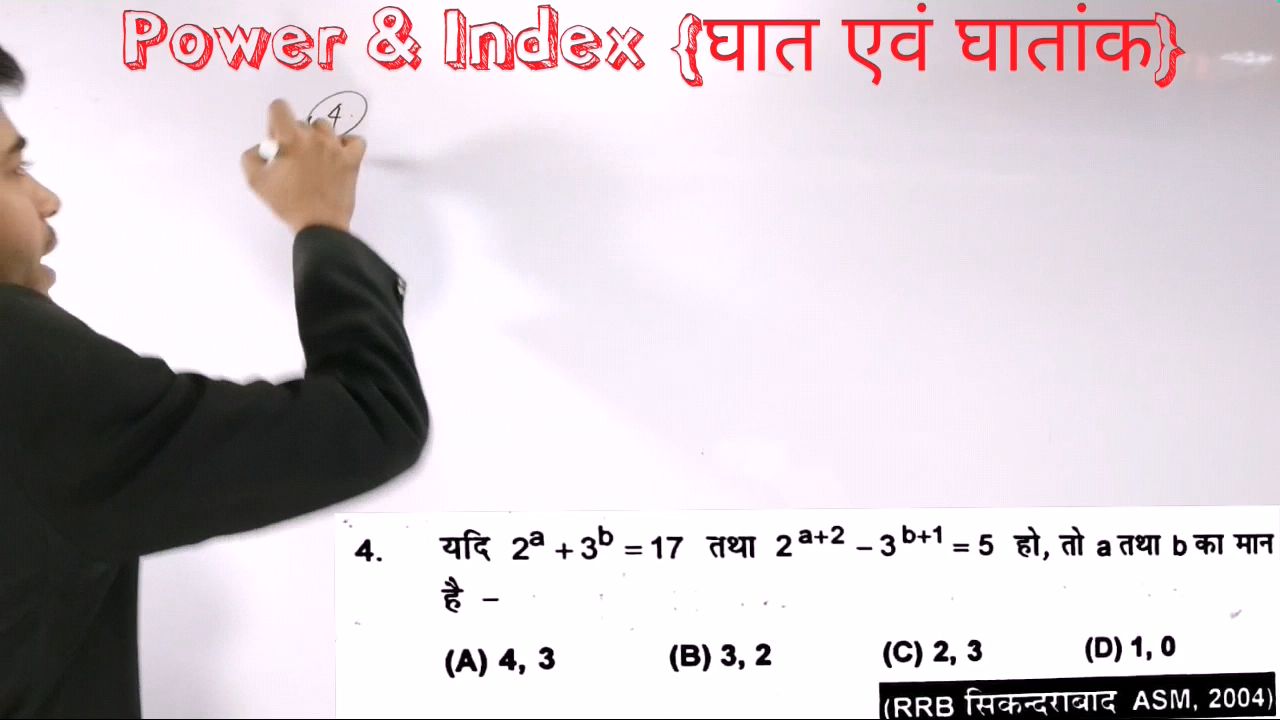 Power & Index {घात एवं घातांक}
4
4. यदि 2^a + 3^b = 17 तथा 2^a+2 – 3^b+1 = 5 हो, तो a तथा b का मान
है –
(A) 4, 3 (B) 3, 2 (C) 2, 3 (D) 1, 0
(RRB सिकन्दराबाद ASM, 2004)